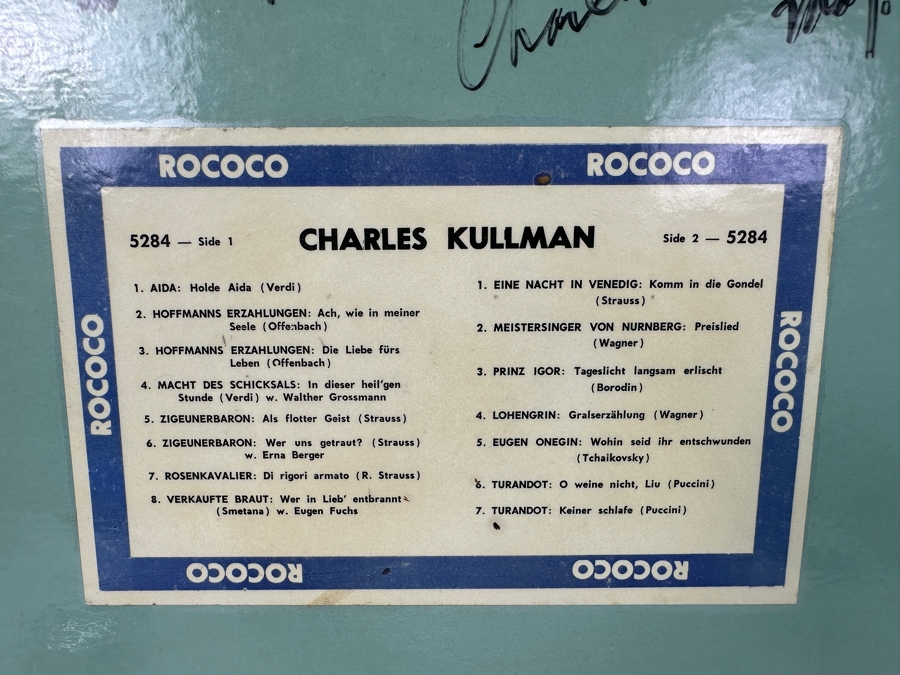 ROCOCO ROCOCO
5284 — Side 1 CHARLES KULLMAN Side 2 — 5284
1. AIDA: Holde Aida (Verdi)
2. HOFFMANNS ERZAHLUNGEN: Ach, wie in meiner
Seele (Offenbach)
3. HOFFMANNS ERZAHLUNGEN: Die Liebe fürs
Leben (Offenbach)
4. MACHT DES SCHICKSALS: In dieser heil'gen
Stunde (Verdi) w. Walther Grossmann
5. ZIGEUNERBARON: Als flotter Geist (Strauss)
6. ZIGEUNERBARON: Wer uns getraut? (Strauss)
w. Erna Berger
7. ROSENKAVALIER: Di rigori armato (R. Strauss)
8. VERKAUFTE BRAUT: Wer in Lieb' entbrannt
(Smetana) w. Eugen Fuchs
1. EINE NACHT IN VENEDIG: Komm in die Gondel
(Strauss)
2. MEISTERSINGER VON NURNBERG: Preislied
(Wagner)
3. PRINZ IGOR: Tageslicht langsam erlischt
(Borodin)
4. LOHENGRIN: Gralserzählung (Wagner)
5. EUGEN ONEGIN: Wohin seid ihr entschwunden
(Tchaikovsky)
6. TURANDOT: O weine nicht, Liu (Puccini)
7. TURANDOT: Keiner schlafe (Puccini)
ROCOCO
ROCOCO
ROCOCO ROCOCO